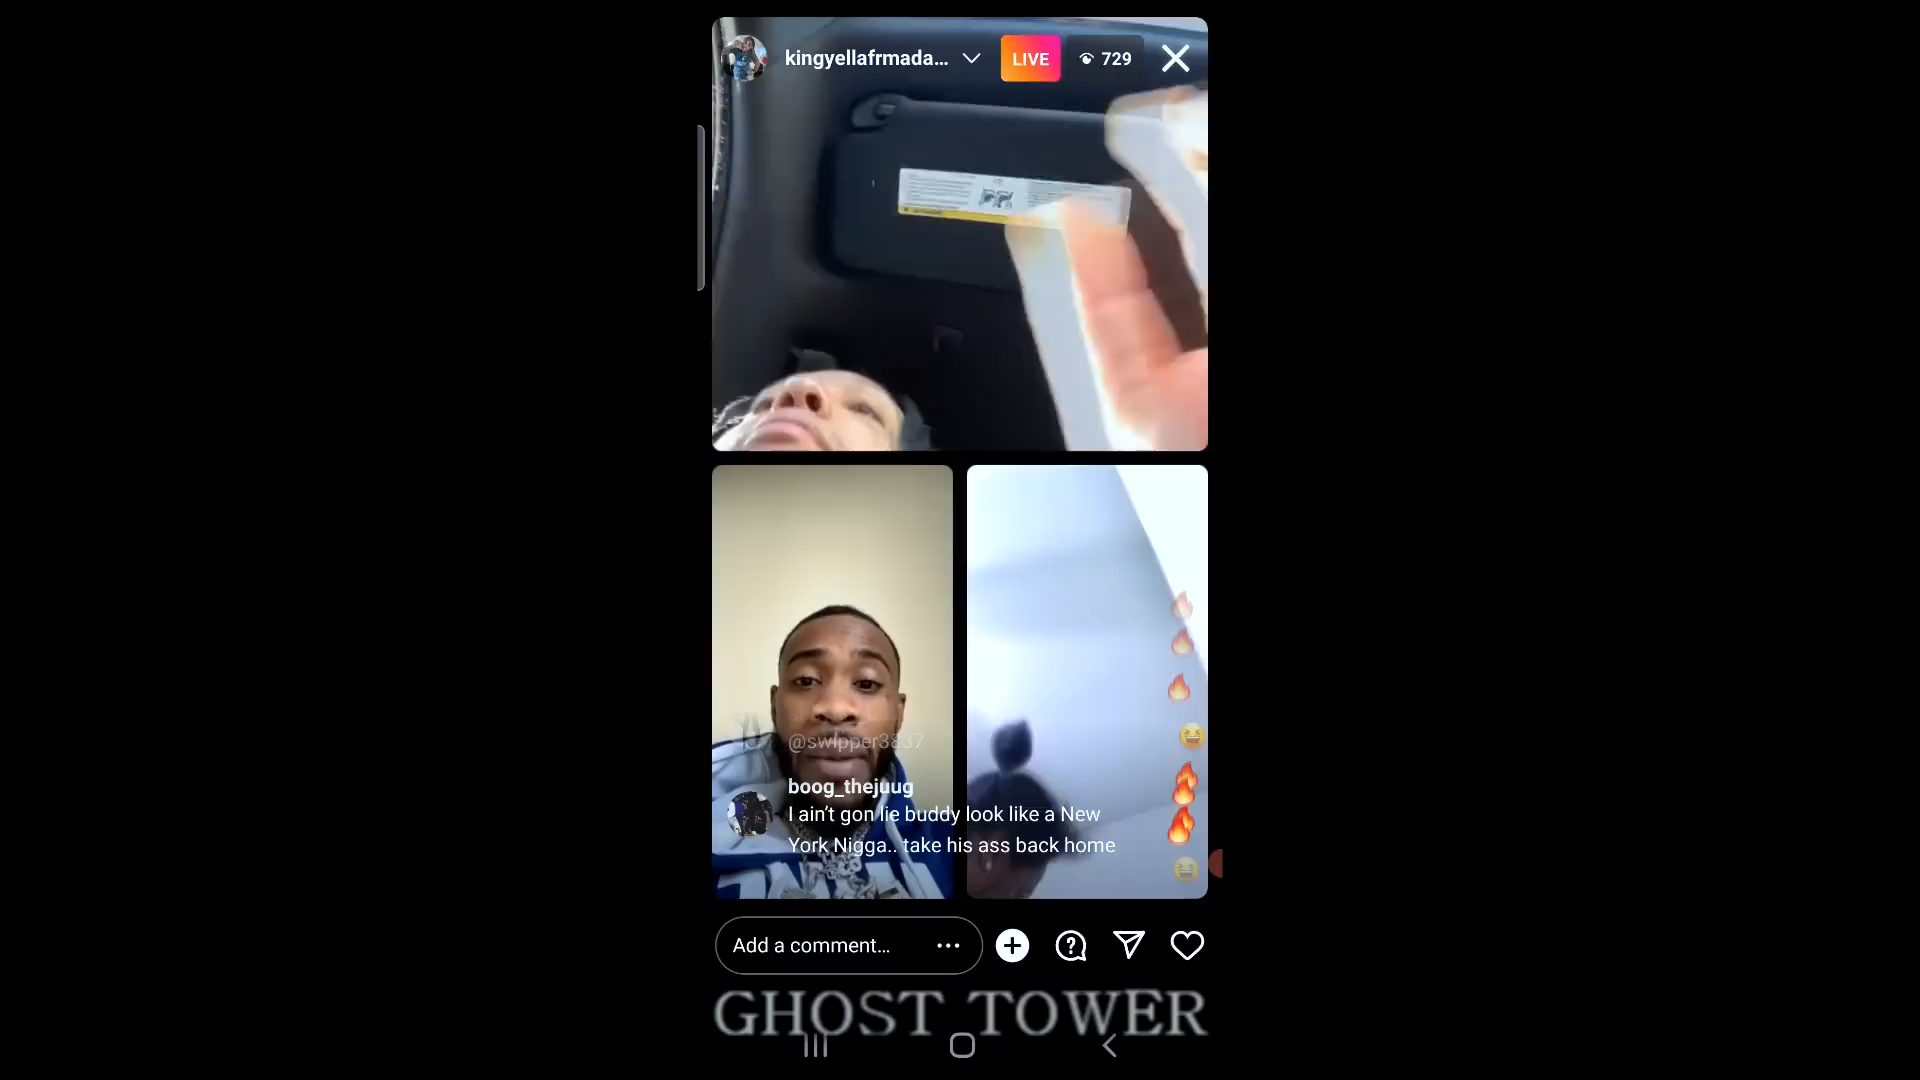 kingyellafrmada...
LIVE
729
@swipper3837
boog_thejuug
I ain't gon lie buddy look like a New
York Nigga.. take his ass back home
Add a comment...
GHOST TOWER